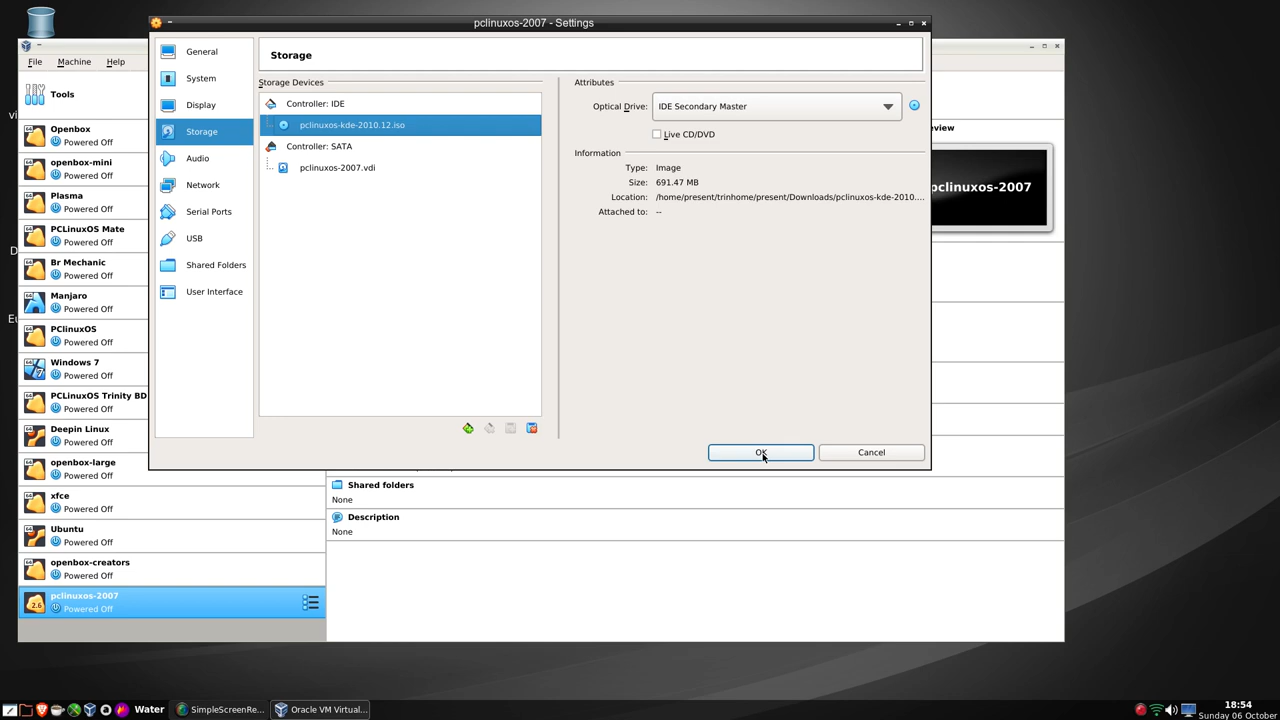 pclinuxos-2007 - Settings
File Machine Help
Tools
Openbox
Powered Off
openbox-mini
Powered Off
Plasma
Powered Off
PCLinuxOS Mate
Powered Off
Br Mechanic
Powered Off
Manjaro
Powered Off
PClinuxOS
Powered Off
Windows 7
Powered Off
PCLinuxOS Trinity BD
Powered Off
Deepin Linux
Powered Off
openbox-large
Powered Off
xfce
Powered Off
Ubuntu
Powered Off
openbox-creators
Powered Off
pclinuxos-2007
Powered Off
General
System
Display
Storage
Audio
Network
Serial Ports
USB
Shared Folders
User Interface
Storage
Storage Devices
Controller: IDE
pclinuxos-kde-2010.12.iso
Controller: SATA
pclinuxos-2007.vdi
Attributes
Optical Drive: IDE Secondary Master
Live CD/DVD
Information
Type: Image
Size: 691.47 MB
Location: /home/present/trinhome/present/Downloads/pclinuxos-kde-2010....
Attached to: --
OK Cancel
eview
pclinuxos-2007
Shared folders
None
Description
None
Water SimpleScreenRe... Oracle VM Virtual...
18:54
Sunday 06 October